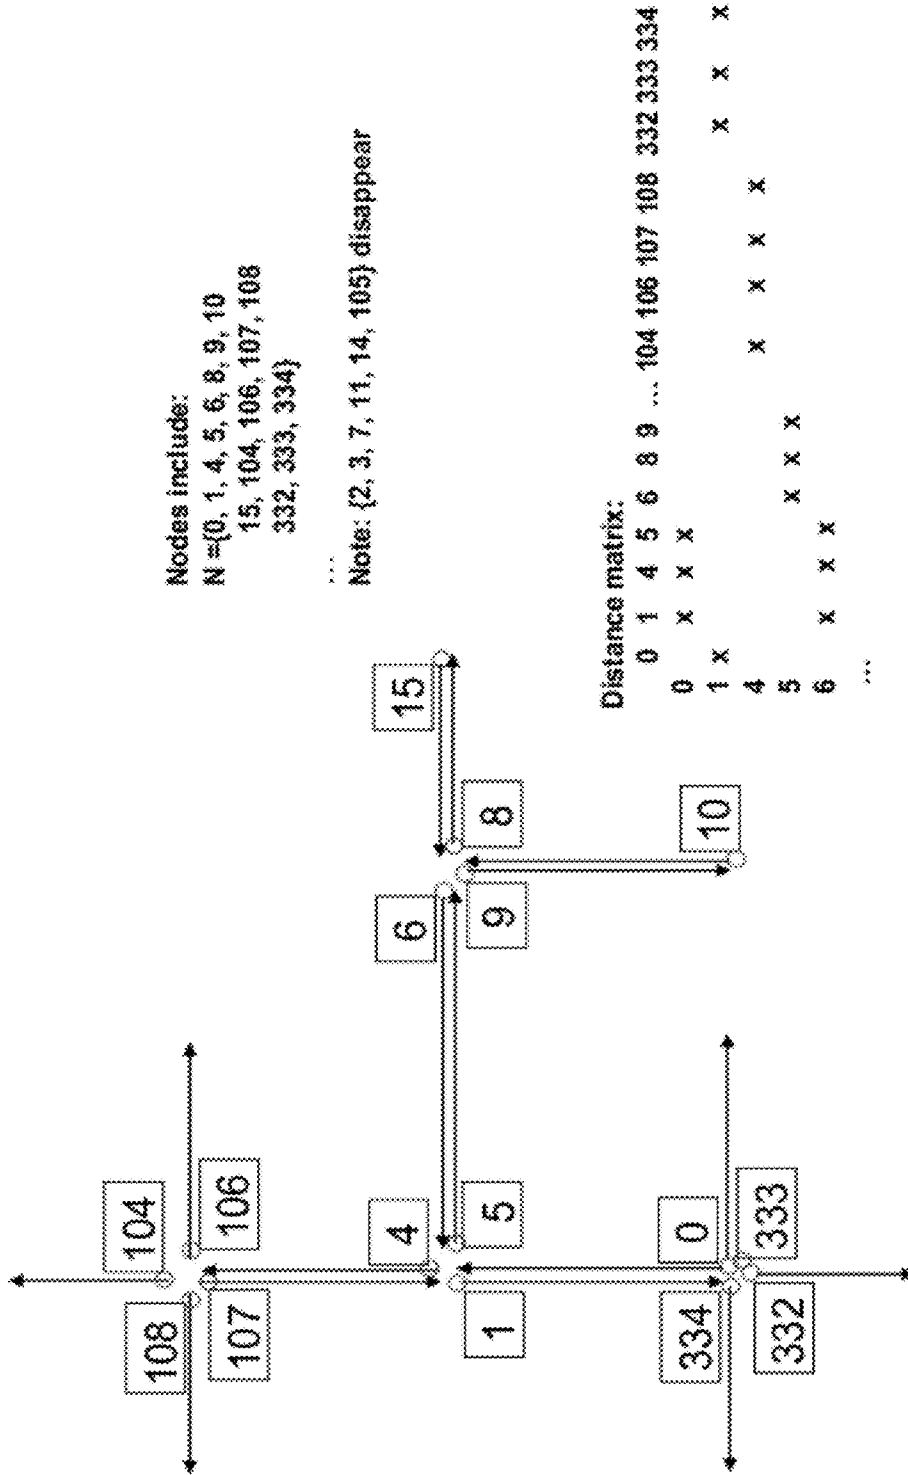 108 104
107 106
4 6 15
1 5 9 8
334 0 10
332 333
Nodes include:
N ={0, 1, 4, 5, 6, 8, 9, 10
15, 104, 106, 107, 108
332, 333, 334}
...
Note: {2, 3, 7, 11, 14, 105} disappear
Distance matrix:
0 1 4 5 6 8 9 ... 104 106 107 108 332 333 334
0 x x x
1 x x x x
4 x x x x
5 x x x
6 x x x
...